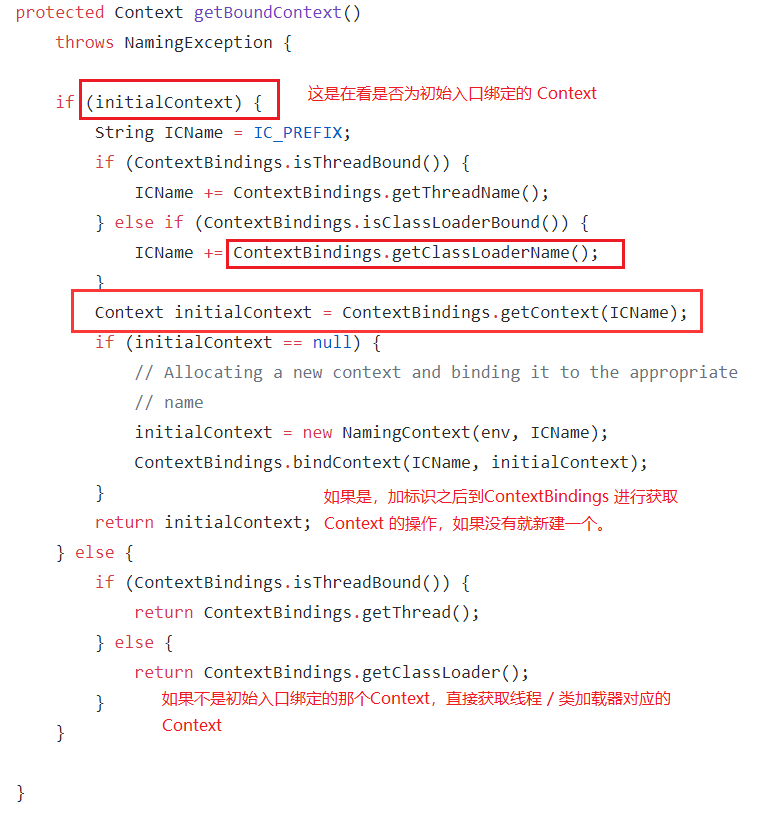 protected Context getBoundContext()
    throws NamingException {
    if (initialContext) {
这是在看是否为初始入口绑定的 Context
        String ICName = IC_PREFIX;
        if (ContextBindings.isThreadBound()) {
            ICName += ContextBindings.getThreadName();
        } else if (ContextBindings.isClassLoaderBound()) {
            ICName += ContextBindings.getClassLoaderName();
        }
        Context initialContext = ContextBindings.getContext(ICName);
        if (initialContext == null) {
            // Allocating a new context and binding it to the appropriate
            // name
            initialContext = new NamingContext(env, ICName);
            ContextBindings.bindContext(ICName, initialContext);
        }
如果是，加标识之后到ContextBindings 进行获取
        return initialContext;
Context 的操作，如果没有就新建一个。
    } else {
        if (ContextBindings.isThreadBound()) {
            return ContextBindings.getThread();
        } else {
            return ContextBindings.getClassLoader();
        }
如果不是初始入口绑定的那个Context，直接获取线程 / 类加载器对应的
Context
    }
}